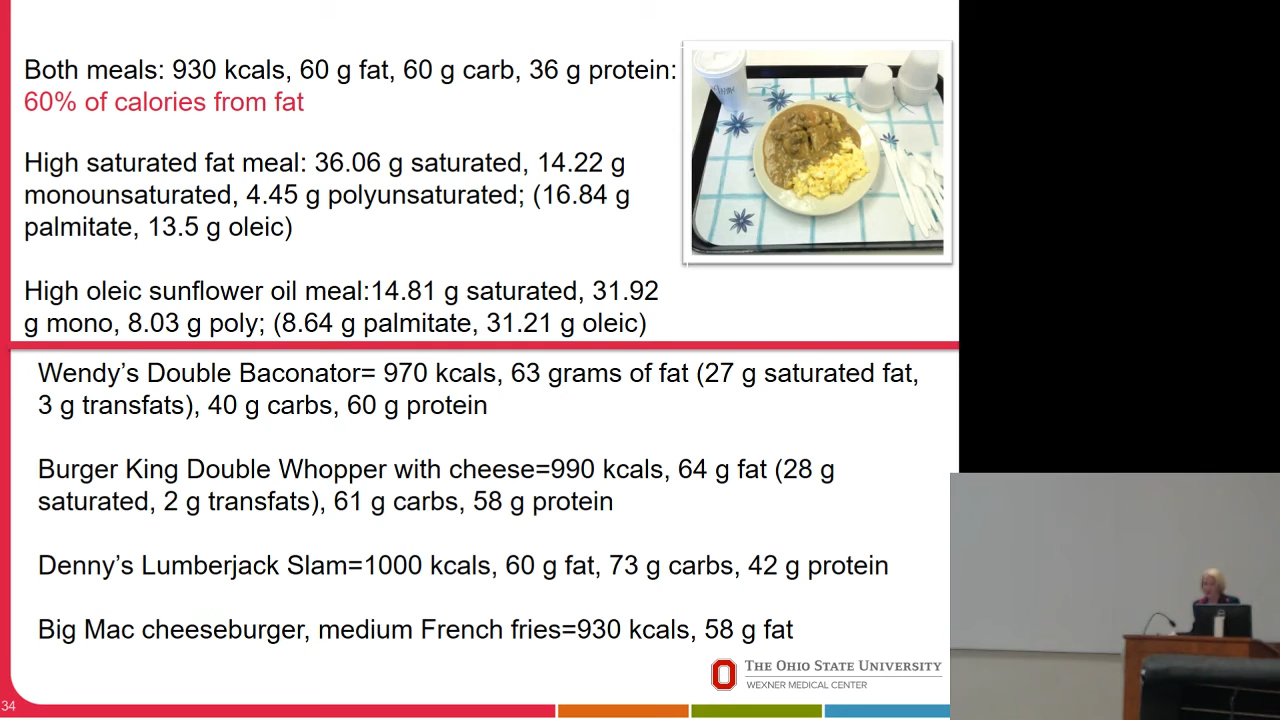 Both meals: 930 kcals, 60 g fat, 60 g carb, 36 g protein:
60% of calories from fat
High saturated fat meal: 36.06 g saturated, 14.22 g
monounsaturated, 4.45 g polyunsaturated; (16.84 g
palmitate, 13.5 g oleic)
High oleic sunflower oil meal:14.81 g saturated, 31.92
g mono, 8.03 g poly; (8.64 g palmitate, 31.21 g oleic)
Wendy’s Double Baconator= 970 kcals, 63 grams of fat (27 g saturated fat,
3 g transfats), 40 g carbs, 60 g protein
Burger King Double Whopper with cheese=990 kcals, 64 g fat (28 g
saturated, 2 g transfats), 61 g carbs, 58 g protein
Denny’s Lumberjack Slam=1000 kcals, 60 g fat, 73 g carbs, 42 g protein
Big Mac cheeseburger, medium French fries=930 kcals, 58 g fat
THE OHIO STATE UNIVERSITY
WEXNER MEDICAL CENTER
34